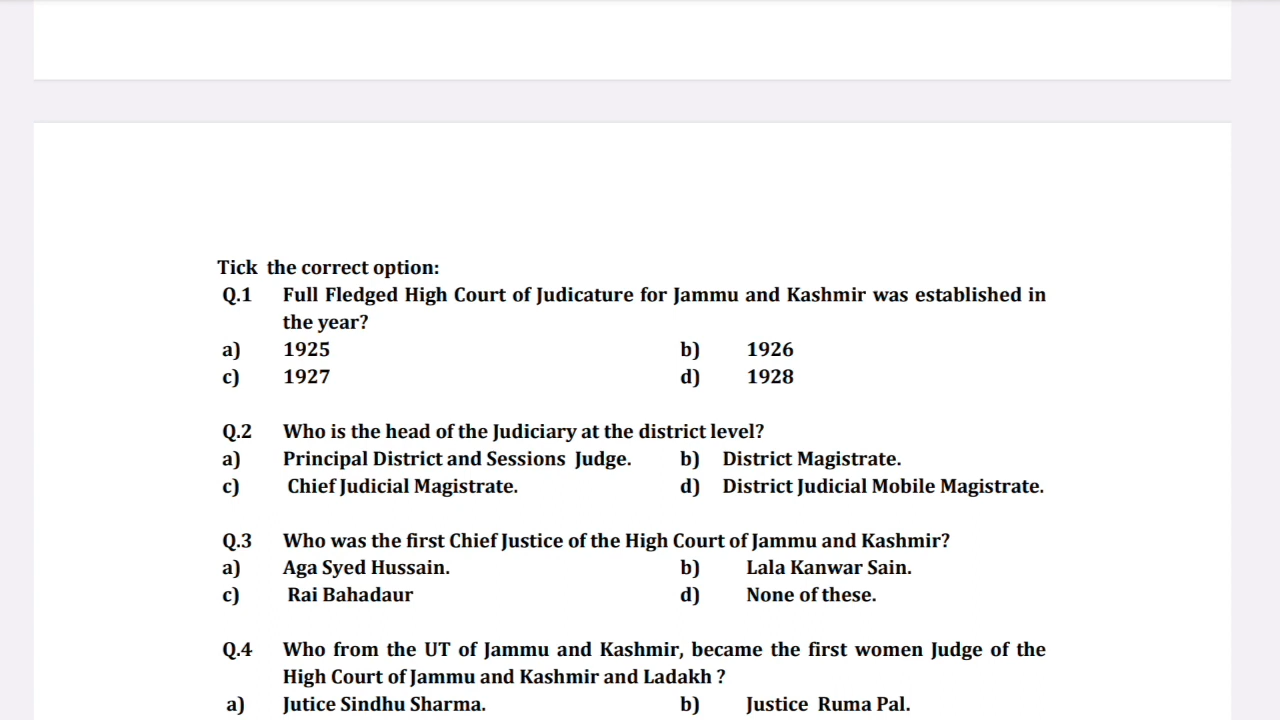 Tick the correct option:
Q.1 Full Fledged High Court of Judicature for Jammu and Kashmir was established in
the year?
a) 1925 b) 1926
c) 1927 d) 1928
Q.2 Who is the head of the Judiciary at the district level?
a) Principal District and Sessions Judge. b) District Magistrate.
c) Chief Judicial Magistrate. d) District Judicial Mobile Magistrate.
Q.3 Who was the first Chief Justice of the High Court of Jammu and Kashmir?
a) Aga Syed Hussain. b) Lala Kanwar Sain.
c) Rai Bahadaur d) None of these.
Q.4 Who from the UT of Jammu and Kashmir, became the first women Judge of the
High Court of Jammu and Kashmir and Ladakh ?
a) Jutice Sindhu Sharma. b) Justice Ruma Pal.